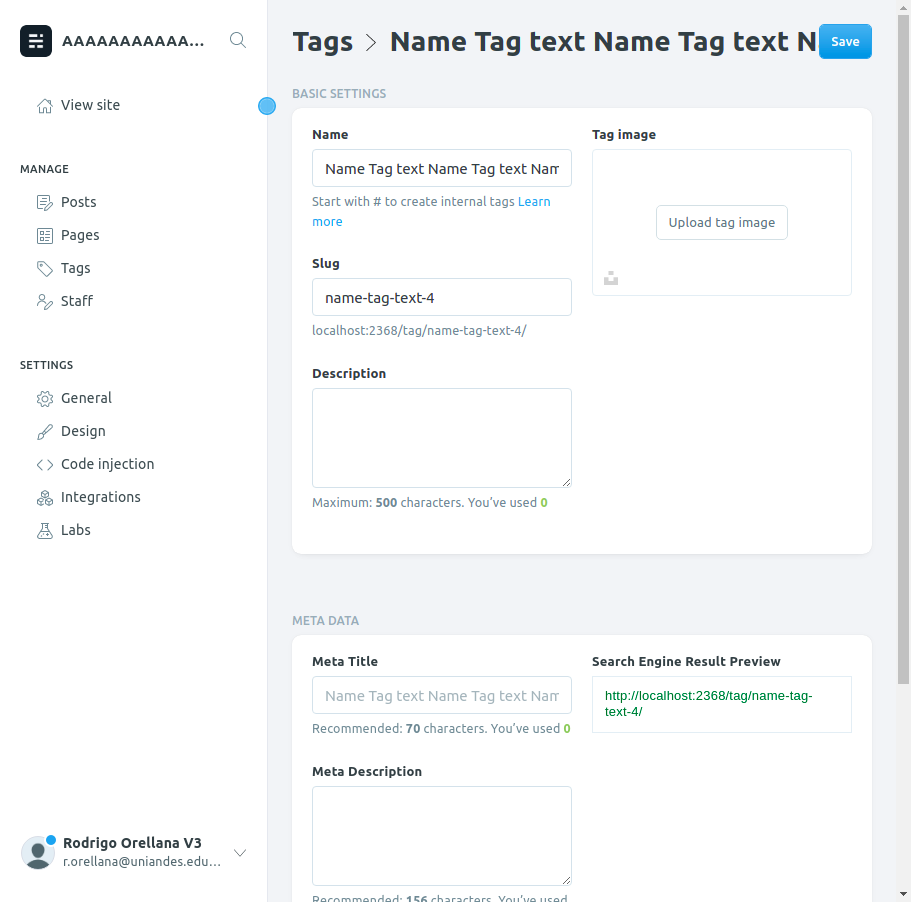 AAAAAAAAAAA...
View site
MANAGE
Posts
Pages
Tags
Staff
SETTINGS
General
Design
Code injection
Integrations
Labs
Rodrigo Orellana V3
r.orellana@uniandes.edu...
Tags > Name Tag text Name Tag text N
Save
BASIC SETTINGS
Name
Name Tag text Name Tag text Nam
Start with # to create internal tags Learn
more
Slug
name-tag-text-4
localhost:2368/tag/name-tag-text-4/
Description
Maximum: 500 characters. You've used 0
Tag image
Upload tag image
META DATA
Meta Title
Name Tag text Name Tag text Nam
Recommended: 70 characters. You've used 0
Meta Description
Recommended: 156 characters. You've used
Search Engine Result Preview
http://localhost:2368/tag/name-tag-
text-4/